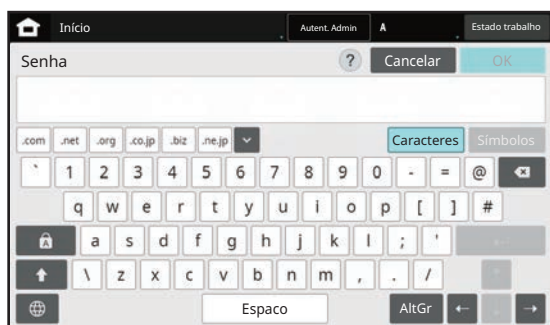 Início Autent. Admin A Estado trabalho
Senha ? Cancelar OK
.com .net .org .co.jp .biz .ne.jp Caracteres Símbolos
` 1 2 3 4 5 6 7 8 9 0 - = @
q w e r t y u i o p [ ] #
A a s d f g h j k l ; '
\ z x c v b n m , . /
Espaco AltGr